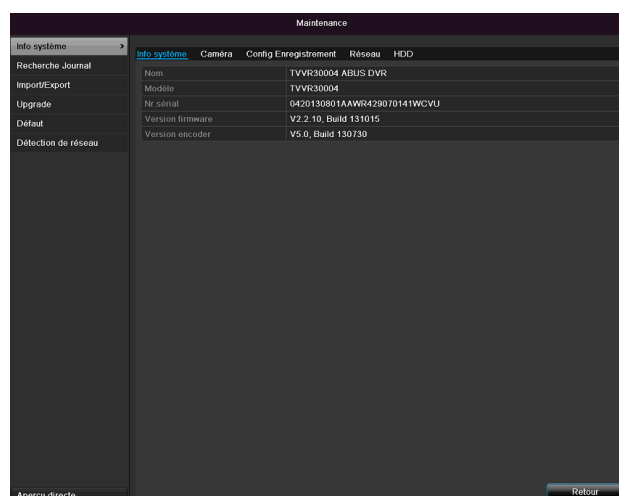 Maintenance
Info système >
Recherche Journal
Import/Export
Upgrade
Défaut
Détection de réseau
Info système Caméra Config Enregistrement Réseau HDD
Nom TVVR30004 ABUS DVR
Modèle TVVR30004
Nr.sérial 0420130801AAWR429070141WCVU
Version firmware V2.2.10, Build 131015
Version encoder V5.0, Build 130730
Aperçu directe
Retour